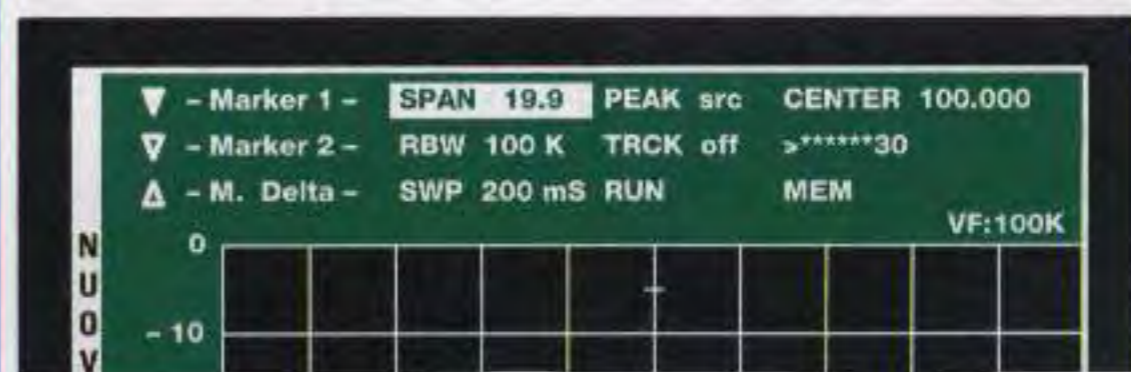 ▼ – Marker 1 – SPAN 19.9 PEAK src CENTER 100.000
∇ – Marker 2 – RBW 100 K TRCK off >******30
Δ – M. Delta – SWP 200 mS RUN MEM
VF:100K
0
– 10
NUOV